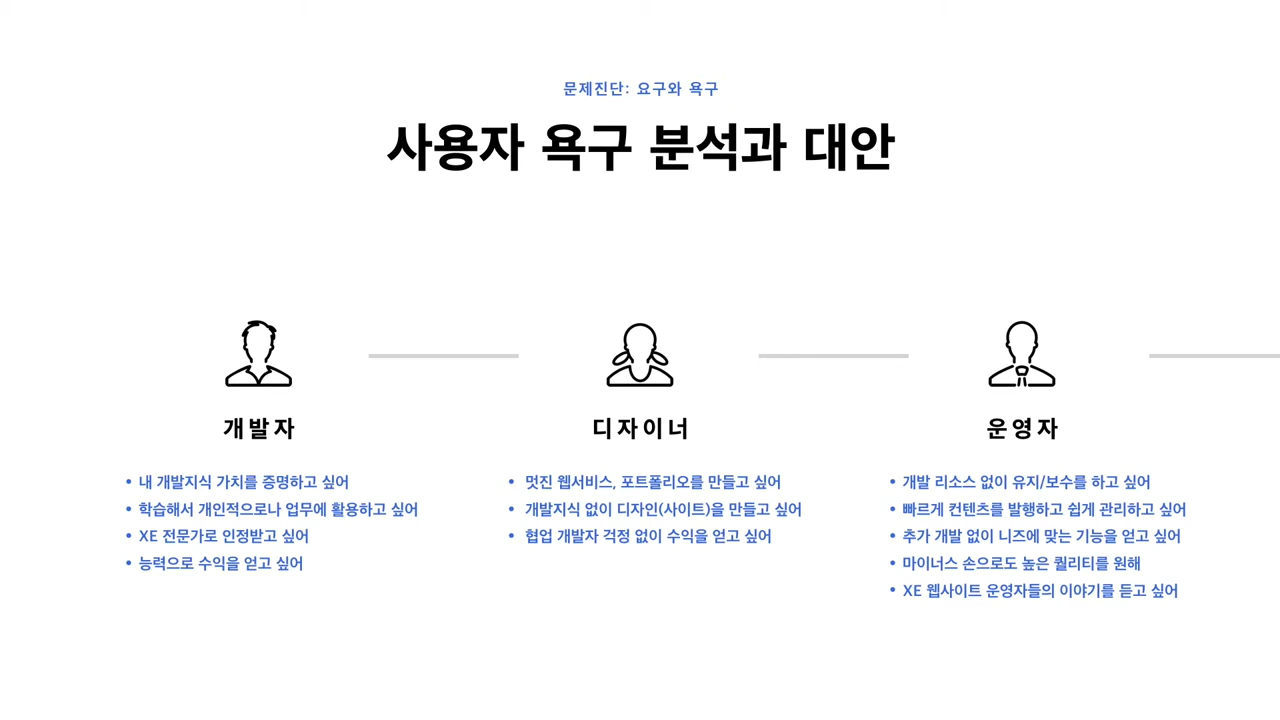 문제진단: 요구와 욕구
사용자 욕구 분석과 대안
개발자
• 내 개발지식 가치를 증명하고 싶어
• 학습해서 개인적으로나 업무에 활용하고 싶어
• XE 전문가로 인정받고 싶어
• 능력으로 수익을 얻고 싶어
디자이너
• 멋진 웹서비스, 포트폴리오를 만들고 싶어
• 개발지식 없이 디자인(사이트)을 만들고 싶어
• 협업 개발자 걱정 없이 수익을 얻고 싶어
운영자
• 개발 리소스 없이 유지/보수를 하고 싶어
• 빠르게 컨텐츠를 발행하고 쉽게 관리하고 싶어
• 추가 개발 없이 니즈에 맞는 기능을 얻고 싶어
• 마이너스 손으로도 높은 퀄리티를 원해
• XE 웹사이트 운영자들의 이야기를 듣고 싶어